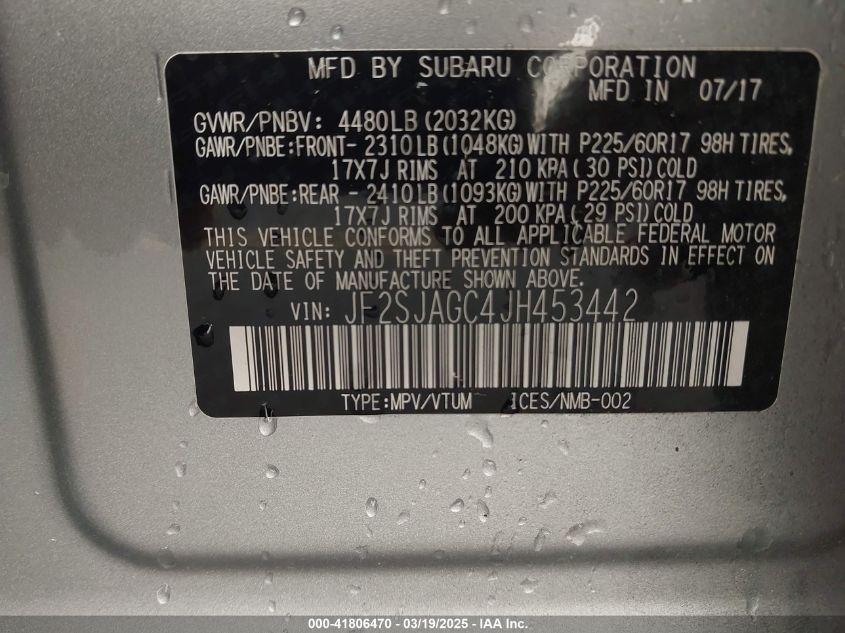 MFD BY SUBARU CORPORATION
MFD IN 07/17
GVWR/PNBV: 4480LB (2032KG)
GAWR/PNBE:FRONT- 2310LB(1048KG)WITH P225/60R17 98H TIRES,
17X7J RIMS AT 210 KPA( 30 PSI)COLD
GAWR/PNBE:REAR - 2410LB(1093KG)WITH P225/60R17 98H TIRES,
17X7J RIMS AT 200 KPA( 29 PSI)COLD
THIS VEHICLE CONFORMS TO ALL APPLICABLE FEDERAL MOTOR
VEHICLE SAFETY AND THEFT PREVENTION STANDARDS IN EFFECT ON
THE DATE OF MANUFACTURE SHOWN ABOVE.
VIN: JF2SJAGC4JH453442
TYPE:MPV/VTUM ICES/NMB-002
000-41806470 - 03/19/2025 - IAAI Inc.